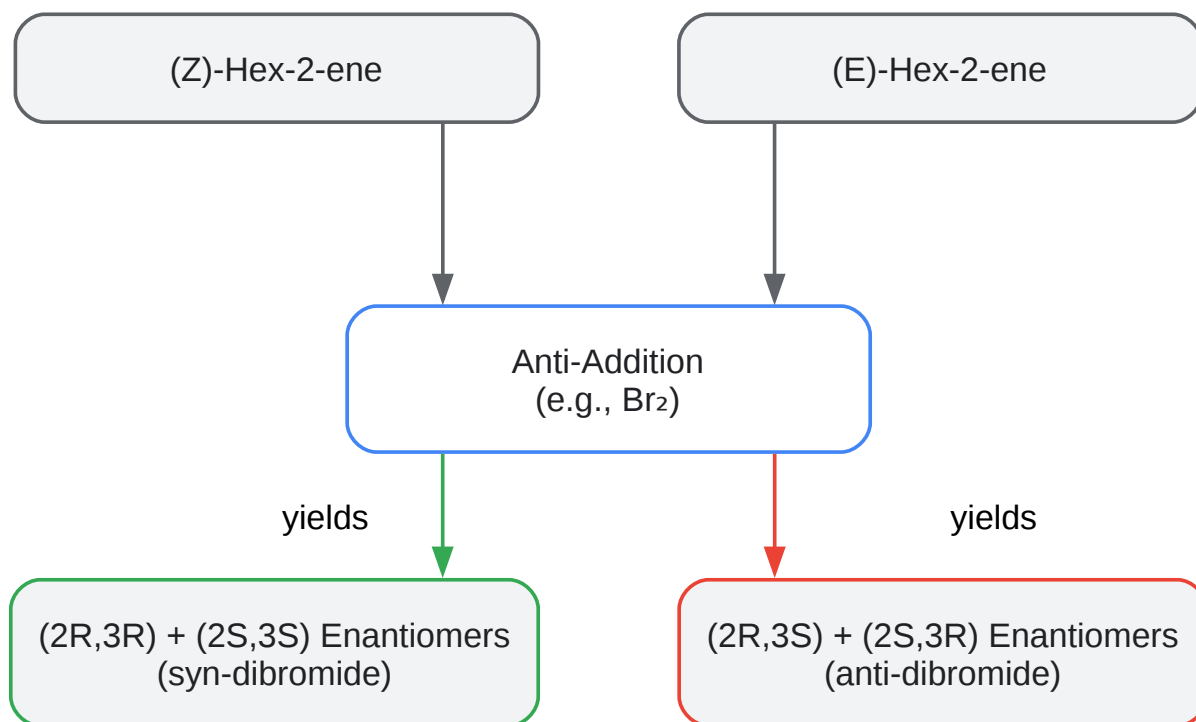 (Z)-Hex-2-ene
(E)-Hex-2-ene
Anti-Addition
(e.g., Br₂)
yields
yields
(2R,3R) + (2S,3S) Enantiomers
(syn-dibromide)
(2R,3S) + (2S,3R) Enantiomers
(anti-dibromide)